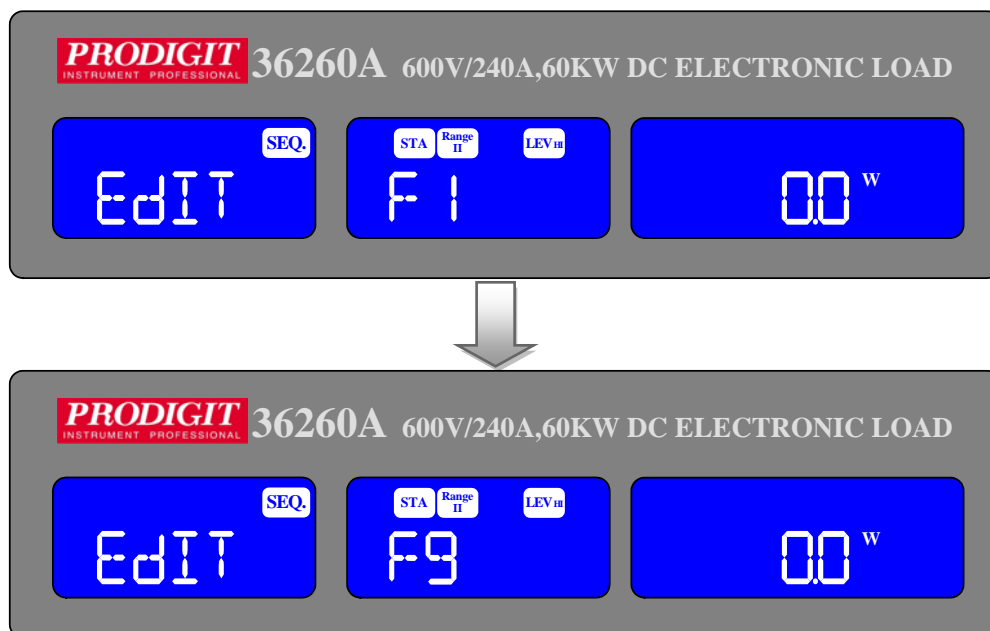 PRODIGIT
INSTRUMENT PROFESSIONAL
36260A 600V/240A,60KW DC ELECTRONIC LOAD
SEQ.
EdIT
STA Range II LEV HI
F1
0.0 W
PRODIGIT
INSTRUMENT PROFESSIONAL
36260A 600V/240A,60KW DC ELECTRONIC LOAD
SEQ.
EdIT
STA Range II LEV HI
F9
0.0 W